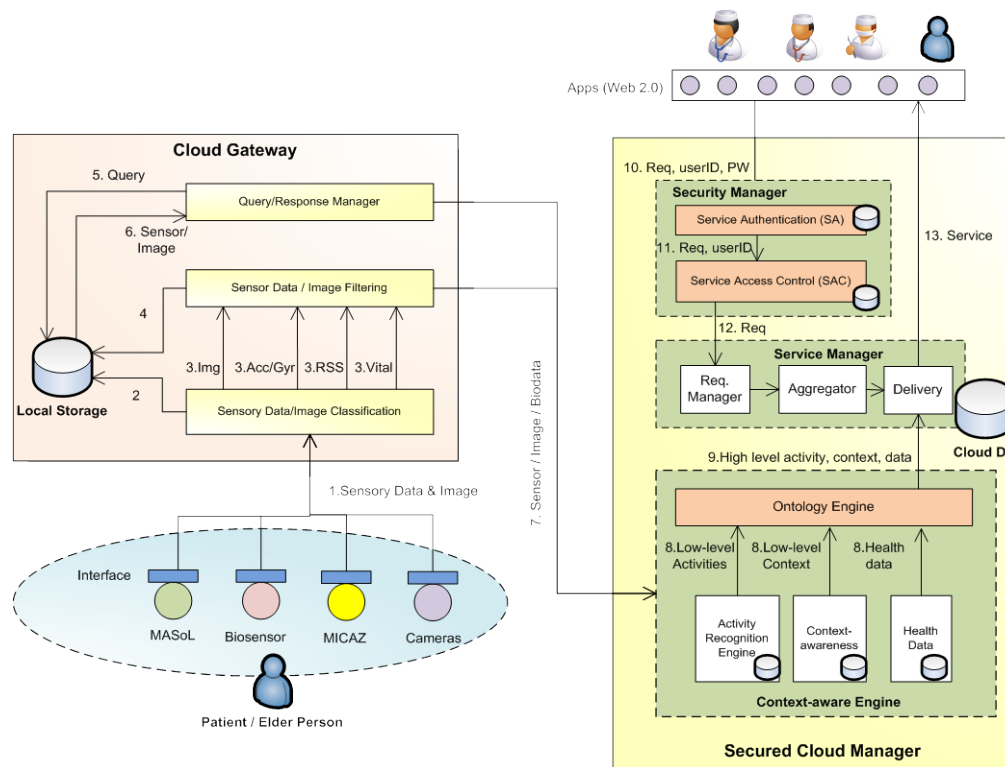 Apps (Web 2.0)
Cloud Gateway
5. Query
Query/Response Manager
6. Sensor/
Image
Sensor Data / Image Filtering
4
3.Img
3.Acc/Gyr
3.RSS
3.Vital
2
Local Storage
Sensory Data/Image Classification
1.Sensory Data & Image
Interface
MASoL
Biosensor
MICAZ
Cameras
Patient / Elder Person
7. Sensor / Image / Biodata
10. Req, userID, PW
Security Manager
Service Authentication (SA)
11. Req, userID
Service Access Control (SAC)
12. Req
13. Service
Service Manager
Req.
Manager
Aggregator
Delivery
Cloud D
9.High level activity, context, data
Ontology Engine
8.Low-level
Activities
8.Low-level
Context
8.Health
data
Activity
Recognition
Engine
Context-
awareness
Health
Data
Context-aware Engine
Secured Cloud Manager